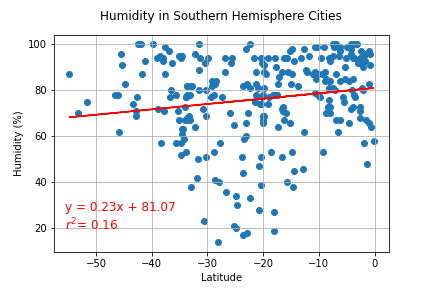 Humidity in Southern Hemisphere Cities
100
80
60
40
20
Humidity (%)
y = 0.23x + 81.07
r² = 0.16
−50
−40
−30
−20
−10
0
Latitude